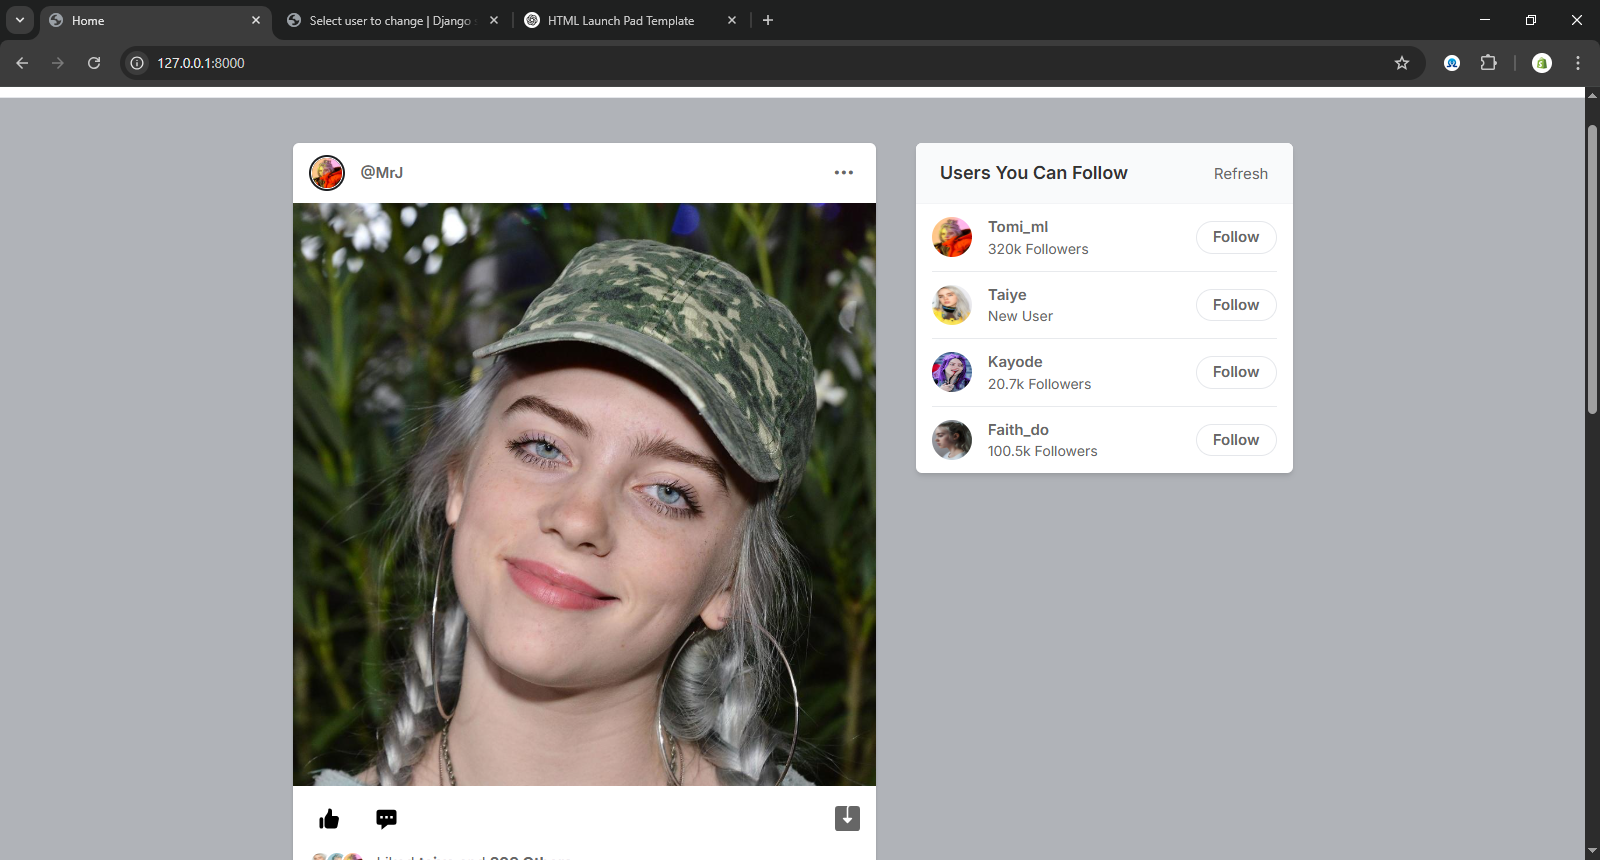 Home
Select user to change | Django
HTML Launch Pad Template
127.0.0.1:8000
@MrJ
Users You Can Follow
Refresh
Tomi_ml
320k Followers
Follow
Taiye
New User
Follow
Kayode
20.7k Followers
Follow
Faith_do
100.5k Followers
Follow